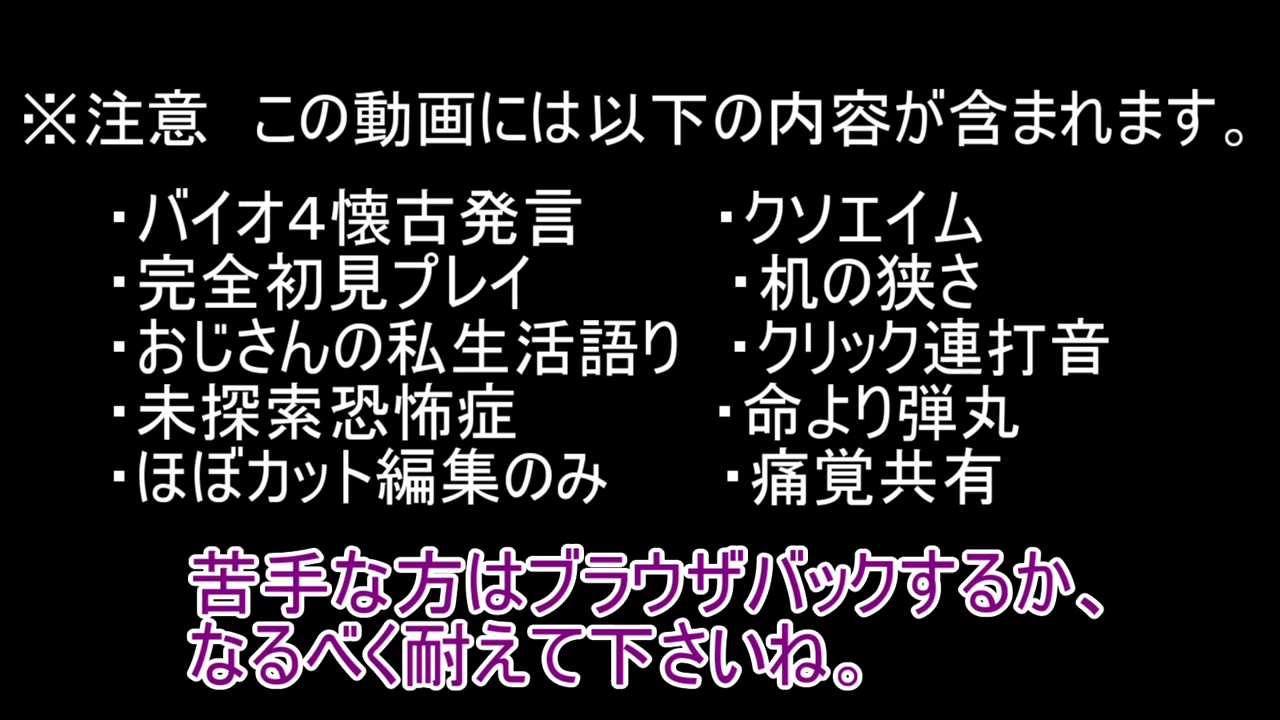 ※注意　この動画には以下の内容が含まれます。
・バイオ４懐古発言
・完全初見プレイ
・おじさんの私生活語り
・未探索恐怖症
・ほぼカット編集のみ
・クソエイム
・机の狭さ
・クリック連打音
・命より弾丸
・痛覚共有
苦手な方はブラウザバックするか、
なるべく耐えて下さいね。